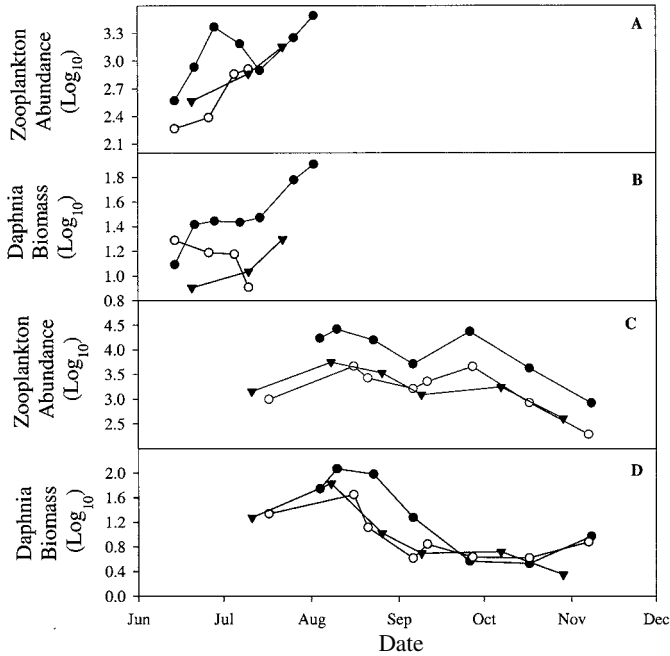 A
Zooplankton
Abundance
(Log10)
3.3
3.0
2.7
2.4
2.1
B
Daphnia
Biomass
(Log10)
1.8
1.6
1.4
1.2
1.0
0.8
C
Zooplankton
Abundance
(Log10)
4.5
4.0
3.5
3.0
2.5
D
Daphnia
Biomass
(Log10)
2.0
1.6
1.2
0.8
0.4
0.0
Jun Jul Aug Sep Oct Nov Dec
Date